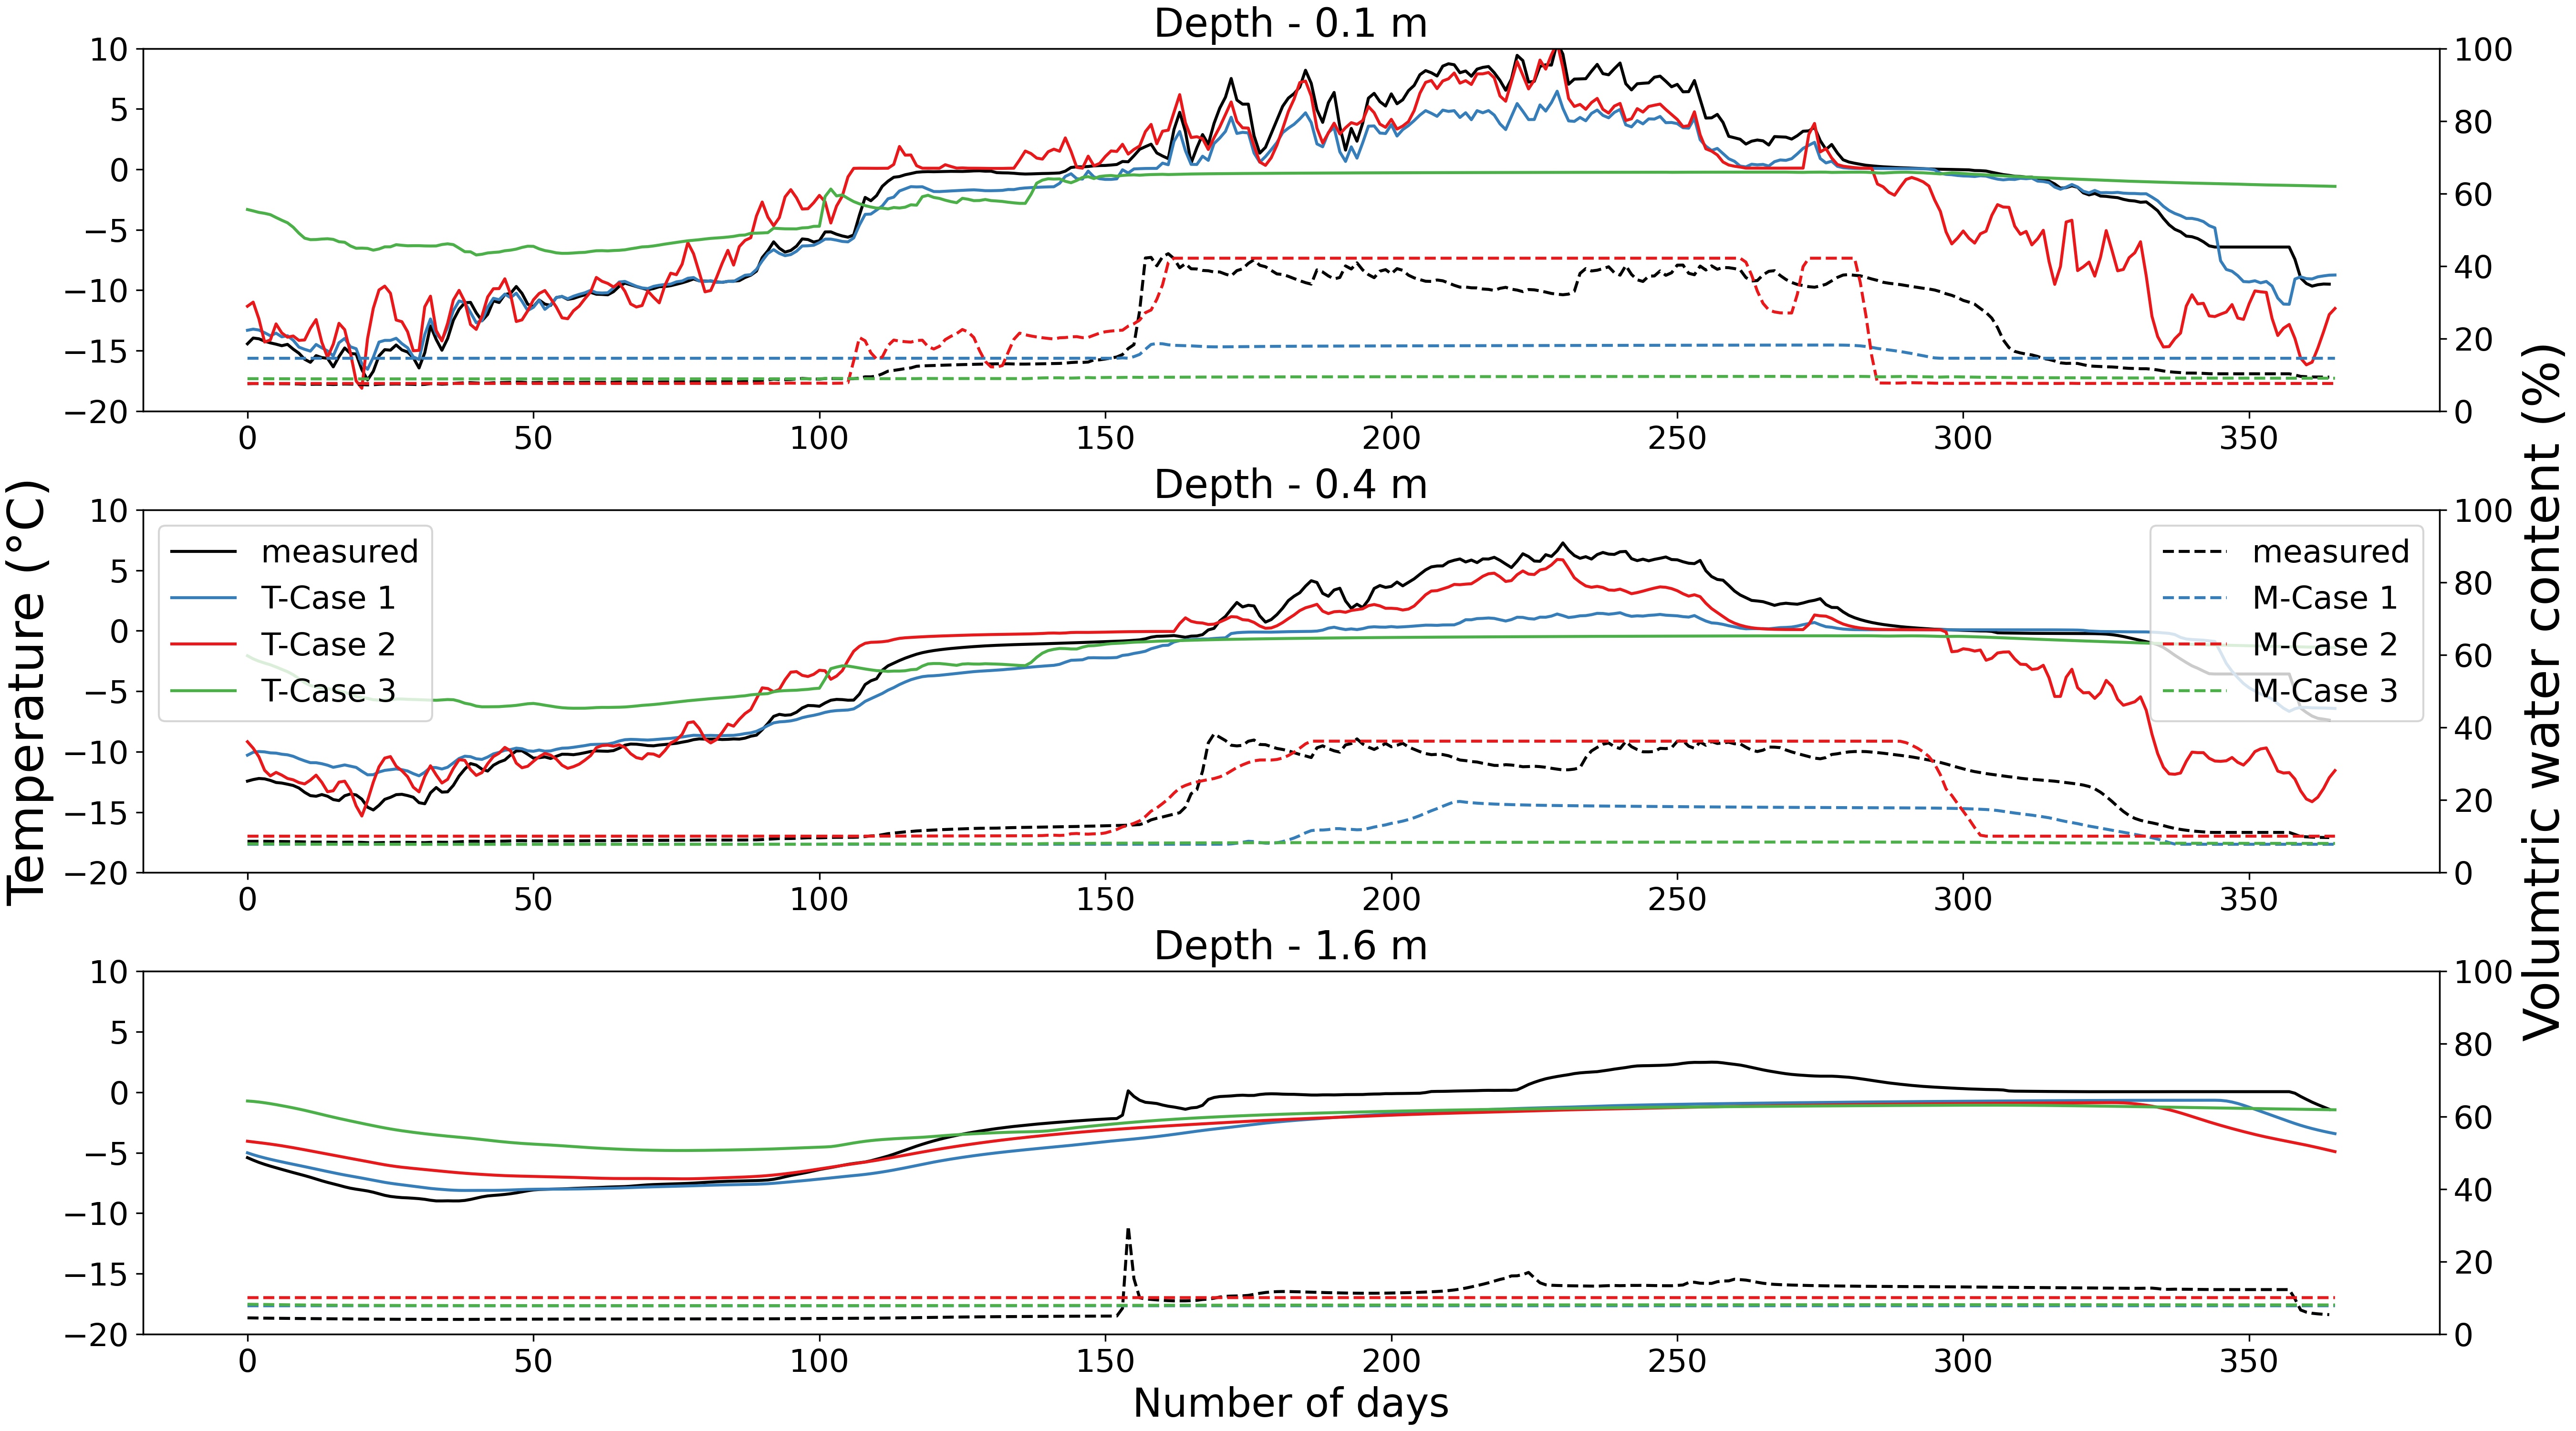 Depth - 0.1 m
10
5
0
−5
−10
−15
−20
100
80
60
40
20
0
0 50 100 150 200 250 300 350
Temperature (°C)
Volumtric water content (%)
Depth - 0.4 m
10
5
0
−5
−10
−15
−20
measured
T-Case 1
T-Case 2
T-Case 3
measured
M-Case 1
M-Case 2
M-Case 3
100
80
60
40
20
0
0 50 100 150 200 250 300 350
Depth - 1.6 m
10
5
0
−5
−10
−15
−20
100
80
60
40
20
0
0 50 100 150 200 250 300 350
Number of days